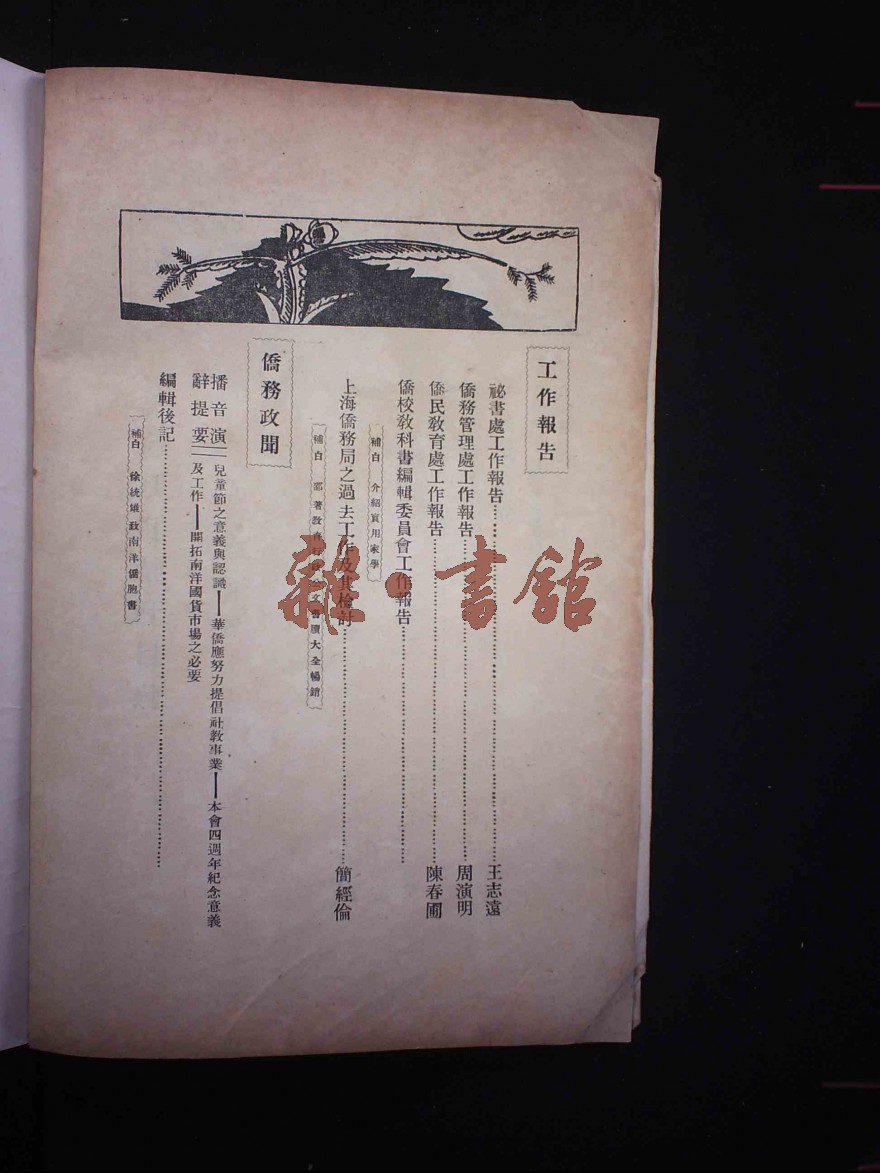 工作報告
祕書處工作報告……王志遠
僑務管理處工作報告……周演明
僑民教育處工作報告……陳春圃
僑校教科書編輯委員會工作報告……
補白 介紹實用家學
上海僑務局之過去工作及其檢討……簡經倫
補白 部著教育行政文書牘大全暢銷
僑務政聞
播音演辭提要
兒童節之意義與認識——華僑應努力提倡社教事業——本會四週年紀念意義
及工作——開拓南洋國貨市場之必要
編輯後記……
補白 徐統雄致南洋僑胞書
雜·書館